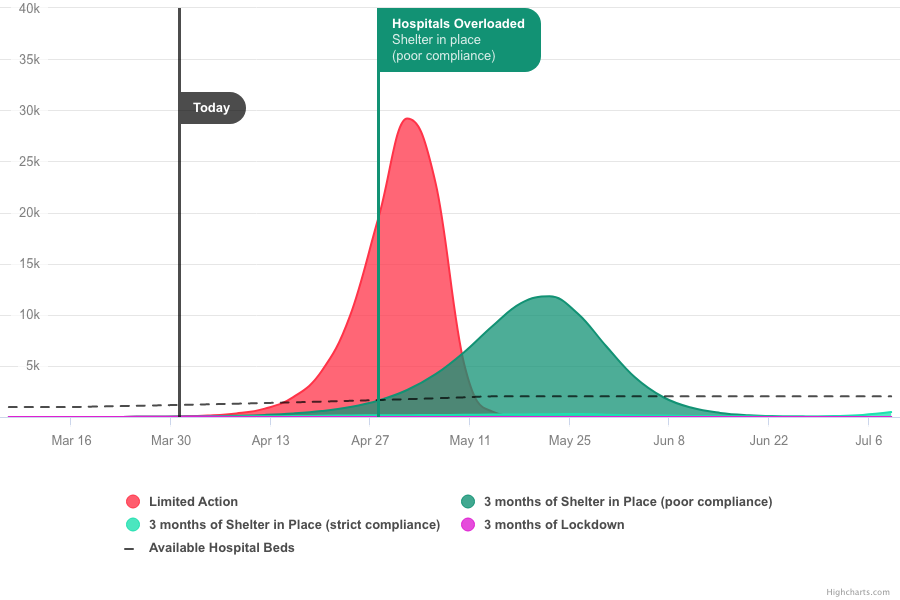 40k
Hospitals Overloaded
Shelter in place
(poor compliance)
35k
Today
30k
25k
20k
15k
10k
5k
Mar 16 Mar 30 Apr 13 Apr 27 May 11 May 25 Jun 8 Jun 22 Jul 6
Limited Action 3 months of Shelter in Place (poor compliance)
3 months of Shelter in Place (strict compliance) 3 months of Lockdown
Available Hospital Beds
Highcharts.com